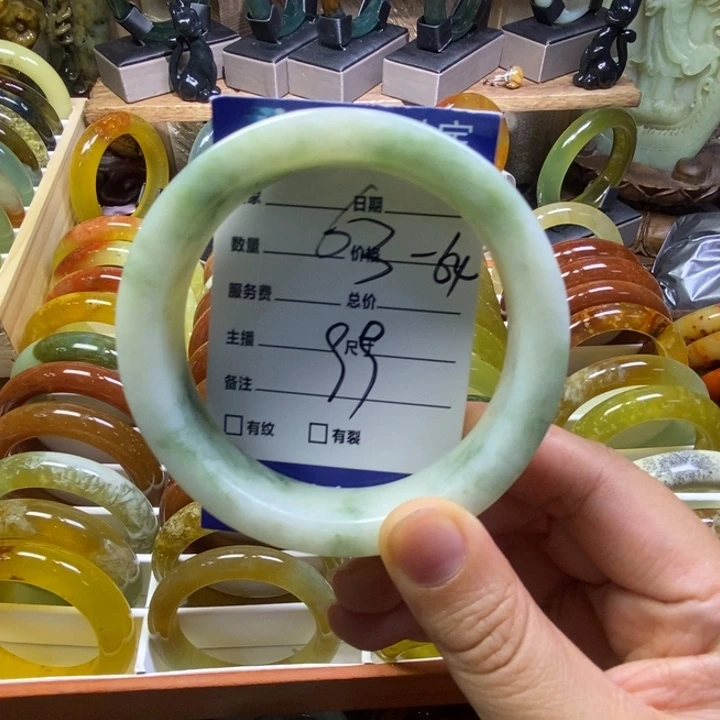 日期
63-64
数量 价格
服务费 总价
99
主播 尺寸
备注
□有纹 □有裂